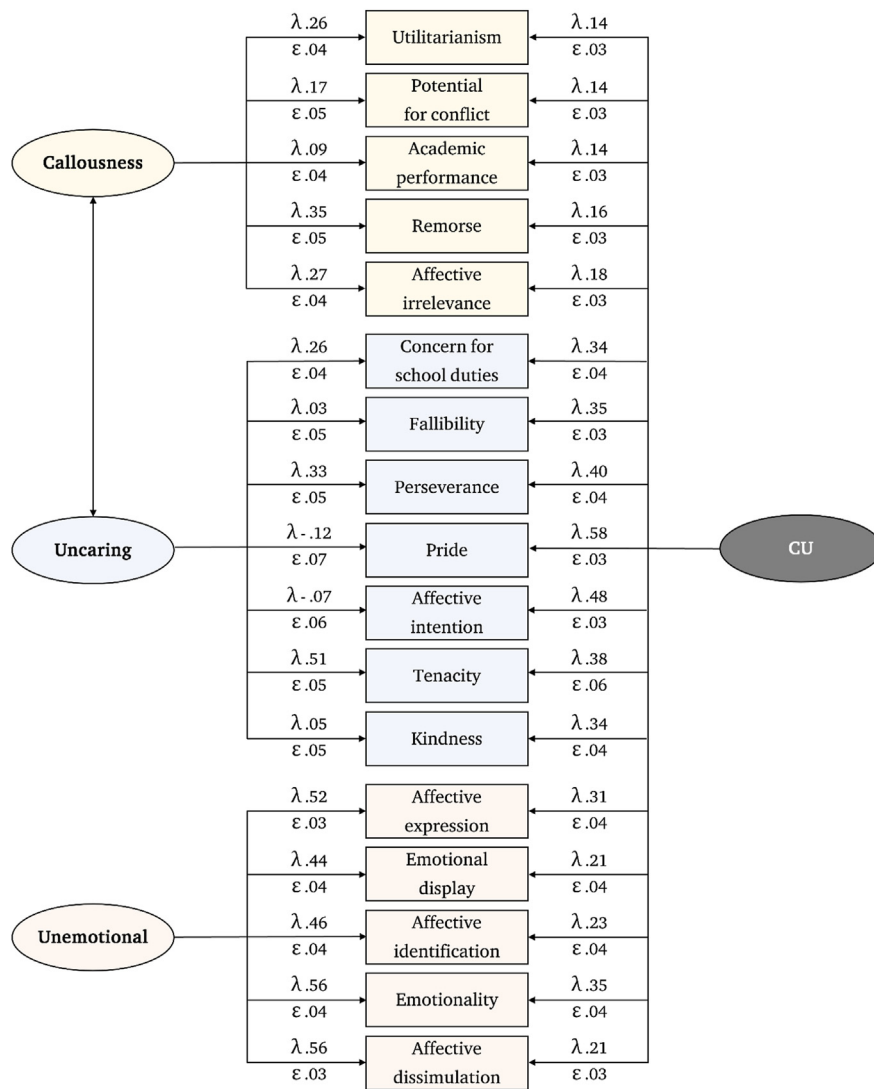 λ.26
ε.04
Utilitarianism
λ.14
ε.03
λ.17
ε.05
Potential
for conflict
λ.14
ε.03
Callousness
λ.09
ε.04
Academic
performance
λ.14
ε.03
λ.35
ε.05
Remorse
λ.16
ε.03
λ.27
ε.04
Affective
irrelevance
λ.18
ε.03
λ.26
ε.04
Concern for
school duties
λ.34
ε.04
λ.03
ε.05
Fallibility
λ.35
ε.03
λ.33
ε.05
Perseverance
λ.40
ε.04
Uncaring
λ-.12
ε.07
Pride
λ.58
ε.03
CU
λ-.07
ε.06
Affective
intention
λ.48
ε.03
λ.51
ε.05
Tenacity
λ.38
ε.06
λ.05
ε.05
Kindness
λ.34
ε.04
λ.52
ε.03
Affective
expression
λ.31
ε.04
λ.44
ε.04
Emotional
display
λ.21
ε.04
Unemotional
λ.46
ε.04
Affective
identification
λ.23
ε.04
λ.56
ε.04
Emotionality
λ.35
ε.04
λ.56
ε.03
Affective
dissimulation
λ.21
ε.03